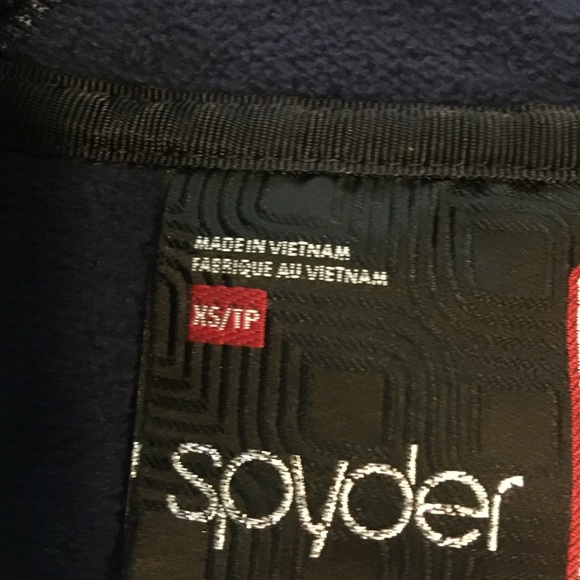 MADE IN VIETNAM
FABRIQUE AU VIETNAM
XS/TP
spyder